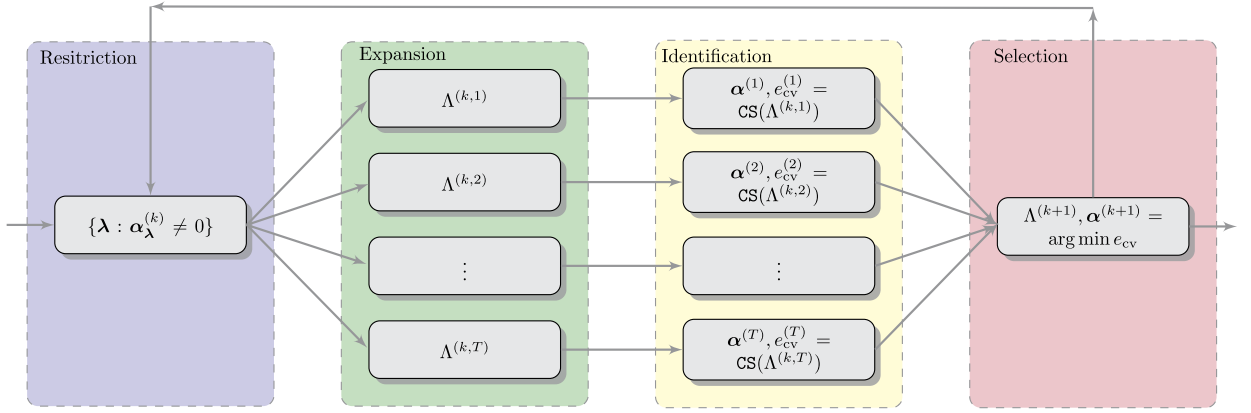 Resitriction
{λ : α_λ^(k) ≠ 0}
Expansion
Λ^(k,1)
Λ^(k,2)
⋮
Λ^(k,T)
Identification
α^(1), e_cv^(1) =
CS(Λ^(k,1))
α^(2), e_cv^(2) =
CS(Λ^(k,2))
⋮
α^(T), e_cv^(T) =
CS(Λ^(k,T))
Selection
Λ^(k+1), α^(k+1) =
arg min e_cv